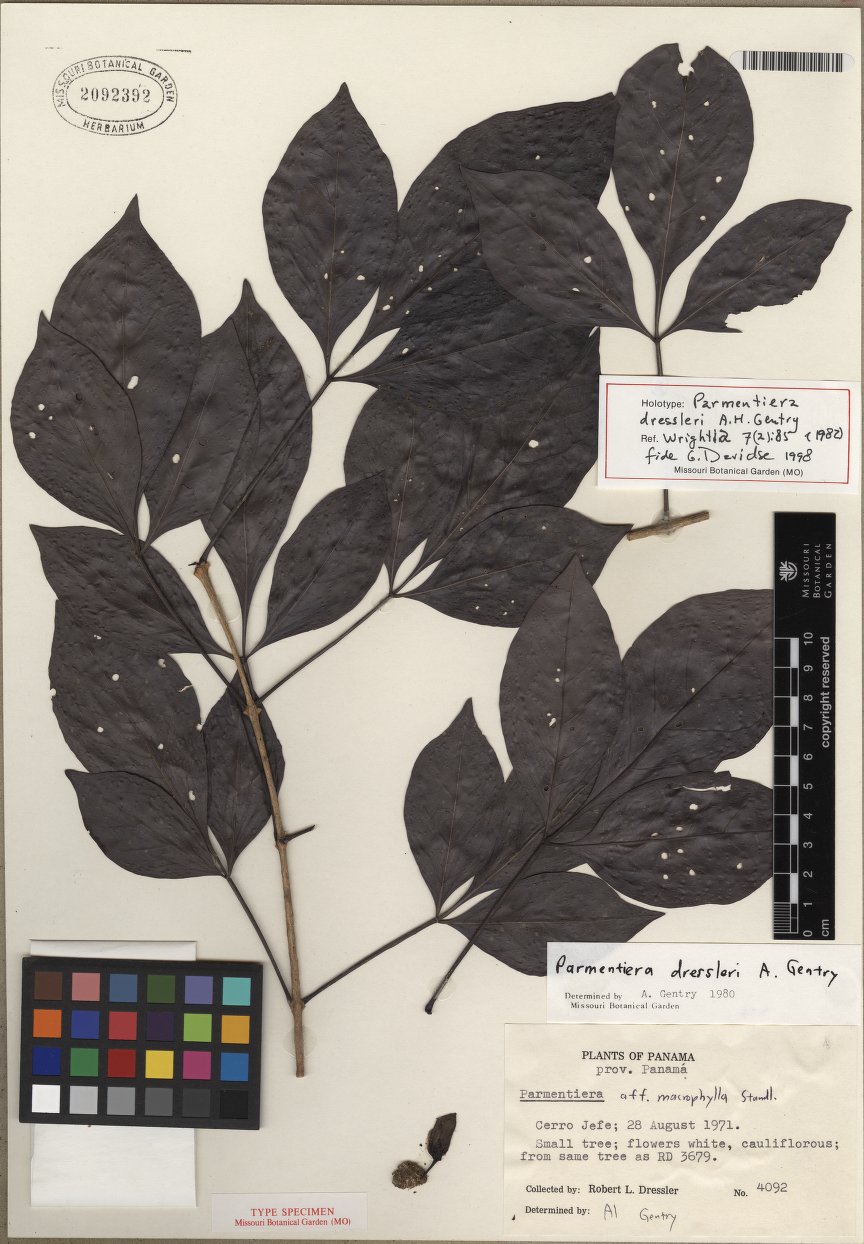 MISSOURI BOTANICAL GARDEN
2092392
HERBARIUM
Holotype: Parmentiera
dressleri A.H. Gentry
Ref. Wrightia 7(2):85 (1982)
fide G. Davidse 1998
Missouri Botanical Garden (MO)
MISSOURI
BOTANICAL
GARDEN
copyright reserved
10
9
8
7
6
5
4
3
2
1
0
cm
Parmentiera dressleri A. Gentry
Determined by A. Gentry 1980
Missouri Botanical Garden
PLANTS OF PANAMA
prov. Panamá
Parmentiera aff. macrophylla Standl.
Cerro Jefe; 28 August 1971.
Small tree; flowers white, cauliflorous;
from same tree as RD 3679.
Collected by: Robert L. Dressler No. 4092
Determined by: Al Gentry
TYPE SPECIMEN
Missouri Botanical Garden (MO)